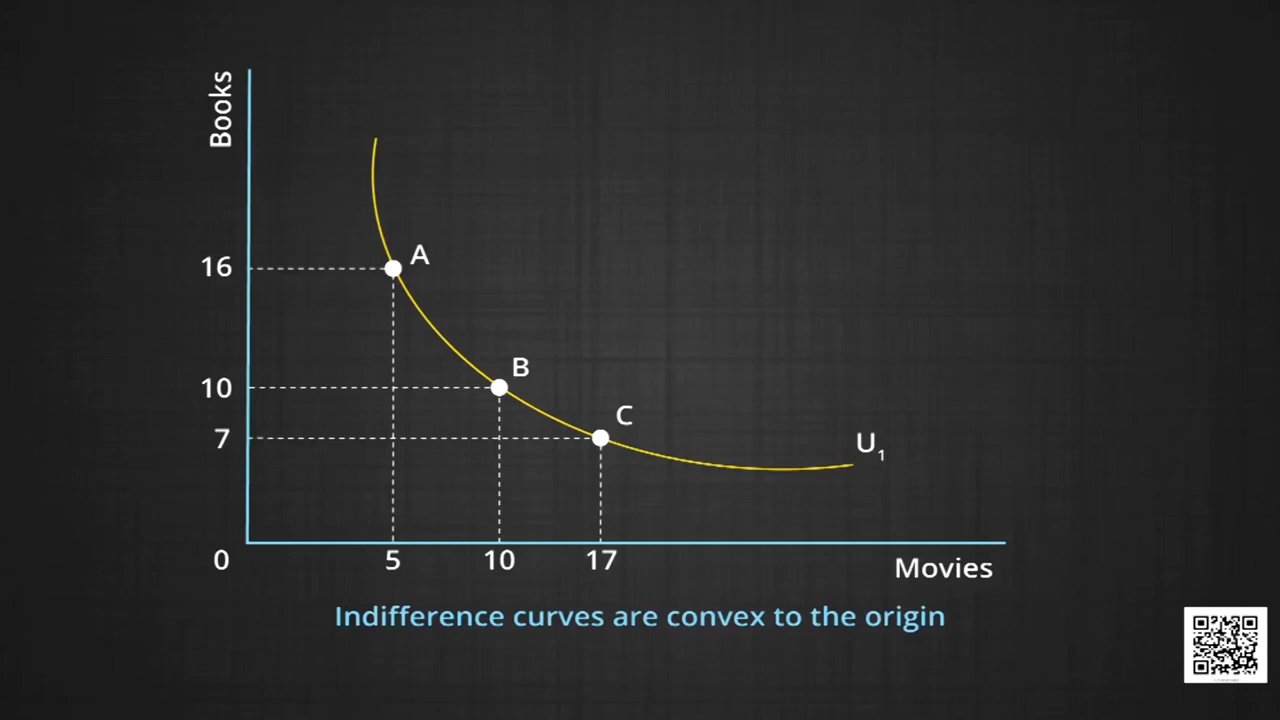 Books
A
16
B
10
C
7
U₁
0
5
10
17
Movies
Indifference curves are convex to the origin